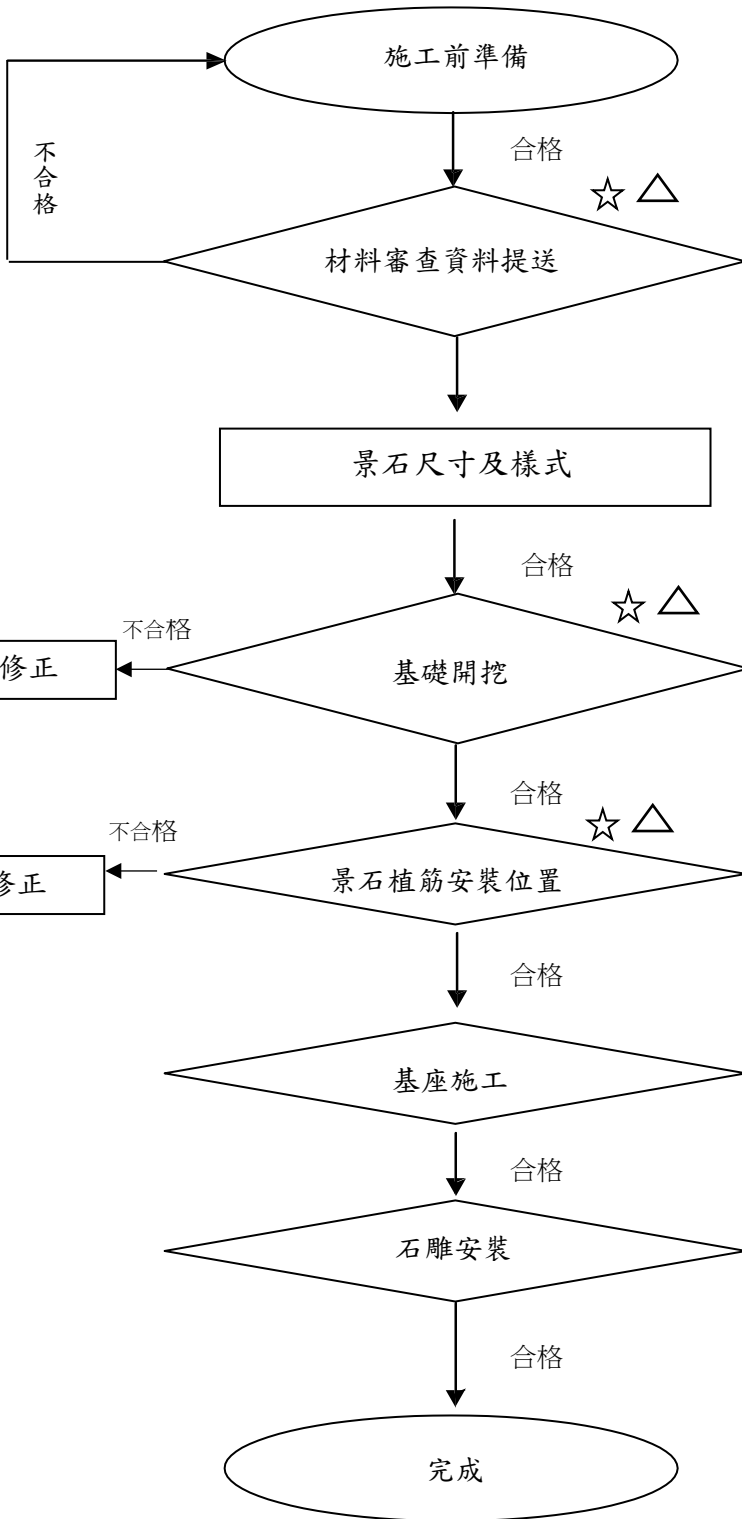 施工前準備
合格
不合格
☆△
材料審查資料提送
景石尺寸及樣式
合格
☆△
不合格
修正
基礎開挖
合格
☆△
不合格
修正
景石植筋安裝位置
合格
基座施工
合格
石雕安裝
合格
完成